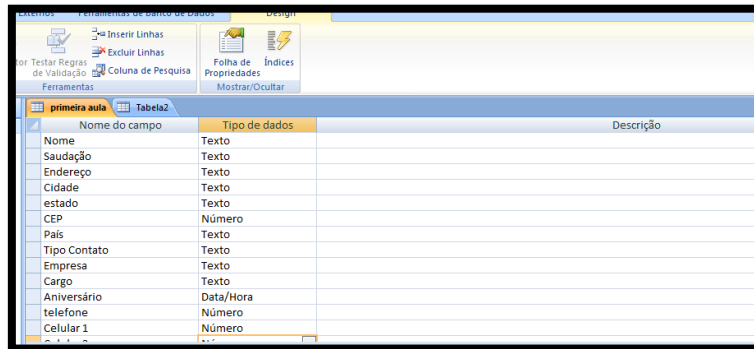 Externos Ferramentas de Banco de Dados Design
Inserir Linhas
Excluir Linhas
Coluna de Pesquisa
tor Testar Regras
de Validação
Folha de Propriedades
Índices
Ferramentas
Mostrar/Ocultar
primeira aula Tabela2
Nome do campo Tipo de dados Descrição
Nome Texto
Saudação Texto
Endereço Texto
Cidade Texto
estado Texto
CEP Número
País Texto
Tipo Contato Texto
Empresa Texto
Cargo Texto
Aniversário Data/Hora
telefone Número
Celular 1 Número